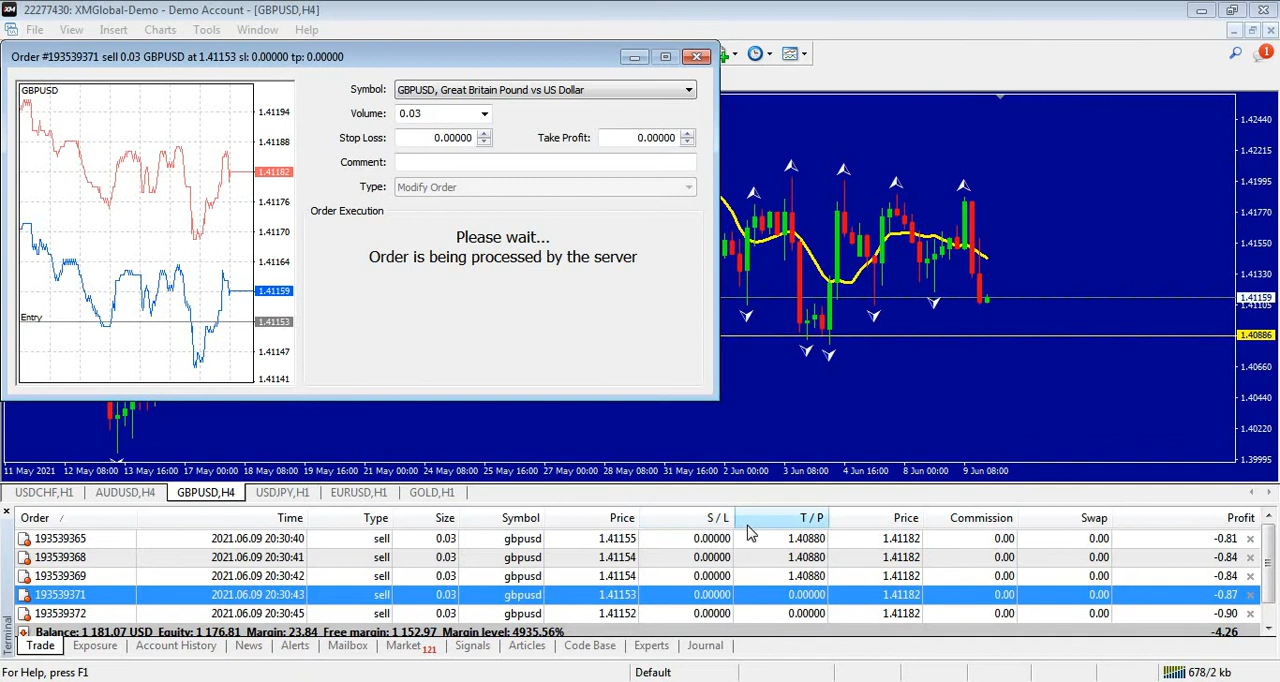 22277430: XMGlobal-Demo - Demo Account - [GBPUSD,H4]
File View Insert Charts Tools Window Help
1
Order #193539371 sell 0.03 GBPUSD at 1.41153 sl: 0.00000 tp: 0.00000
GBPUSD
1.41194
1.41188
1.41182
1.41176
1.41170
1.41164
1.41159
Entry
1.41153
1.41147
1.41141
Symbol: GBPUSD, Great Britain Pound vs US Dollar
Volume: 0.03
Stop Loss: 0.00000 Take Profit: 0.00000
Comment:
Type: Modify Order
Order Execution
Please wait...
Order is being processed by the server
1.42440
1.42215
1.41995
1.41770
1.41550
1.41330
1.41159
1.41105
1.40886
1.40660
1.40440
1.40220
1.39995
11 May 2021 12 May 08:00 13 May 16:00 17 May 00:00 18 May 08:00 19 May 16:00 21 May 00:00 24 May 08:00 25 May 16:00 27 May 00:00 28 May 08:00 31 May 16:00 2 Jun 00:00 3 Jun 08:00 4 Jun 16:00 8 Jun 00:00 9 Jun 08:00
USDCHF,H1 AUDUSD,H4 GBPUSD,H4 USDJPY,H1 EURUSD,H1 GOLD,H1
Order / Time Type Size Symbol Price S / L T / P Price Commission Swap Profit
193539365 2021.06.09 20:30:40 sell 0.03 gbpusd 1.41155 0.00000 1.40880 1.41182 0.00 0.00 -0.81
193539368 2021.06.09 20:30:41 sell 0.03 gbpusd 1.41154 0.00000 1.40880 1.41182 0.00 0.00 -0.84
193539369 2021.06.09 20:30:42 sell 0.03 gbpusd 1.41154 0.00000 1.40880 1.41182 0.00 0.00 -0.84
193539371 2021.06.09 20:30:43 sell 0.03 gbpusd 1.41153 0.00000 0.00000 1.41182 0.00 0.00 -0.87
193539372 2021.06.09 20:30:45 sell 0.03 gbpusd 1.41152 0.00000 0.00000 1.41182 0.00 0.00 -0.90
Balance: 1 181.07 USD Equity: 1 176.81 Margin: 23.84 Free margin: 1 152.97 Margin level: 4935.56% -4.26
Terminal
Trade Exposure Account History News Alerts Mailbox Market 121 Signals Articles Code Base Experts Journal
For Help, press F1 Default 678/2 kb